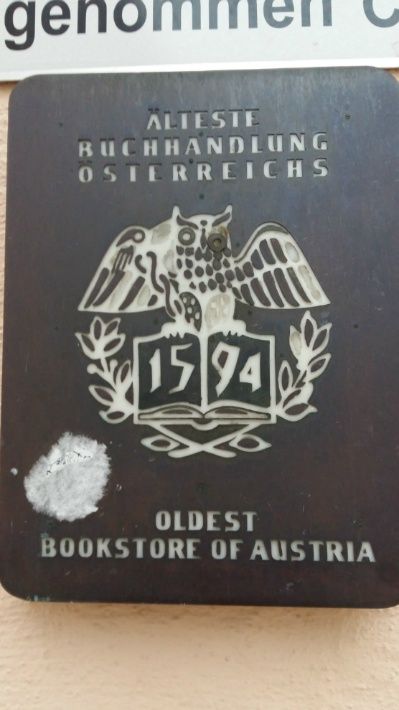 genommen
ÄLTESTE
BUCHHANDLUNG
ÖSTERREICHS
1594
OLDEST
BOOKSTORE OF AUSTRIA